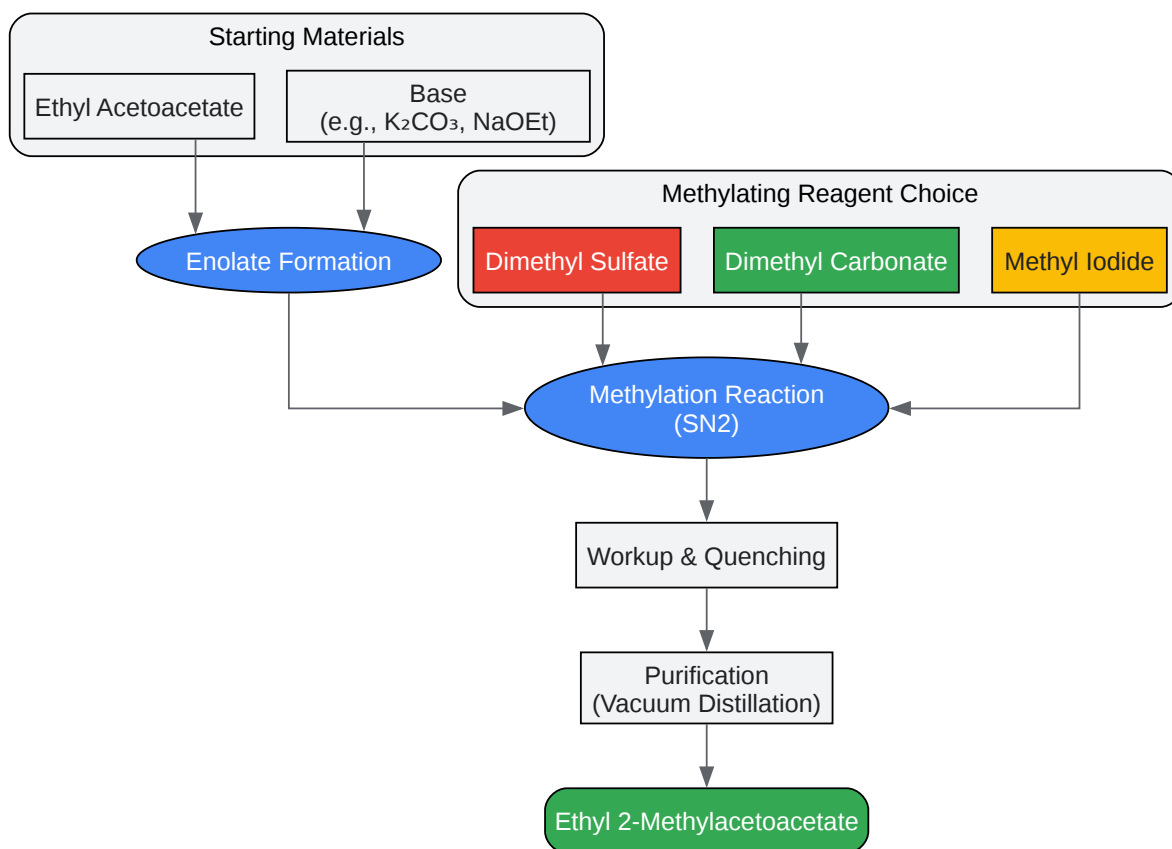 Starting Materials
Ethyl Acetoacetate
Base
(e.g., K₂CO₃, NaOEt)
Methylating Reagent Choice
Enolate Formation
Dimethyl Sulfate
Dimethyl Carbonate
Methyl Iodide
Methylation Reaction
(SN2)
Workup & Quenching
Purification
(Vacuum Distillation)
Ethyl 2-Methylacetoacetate